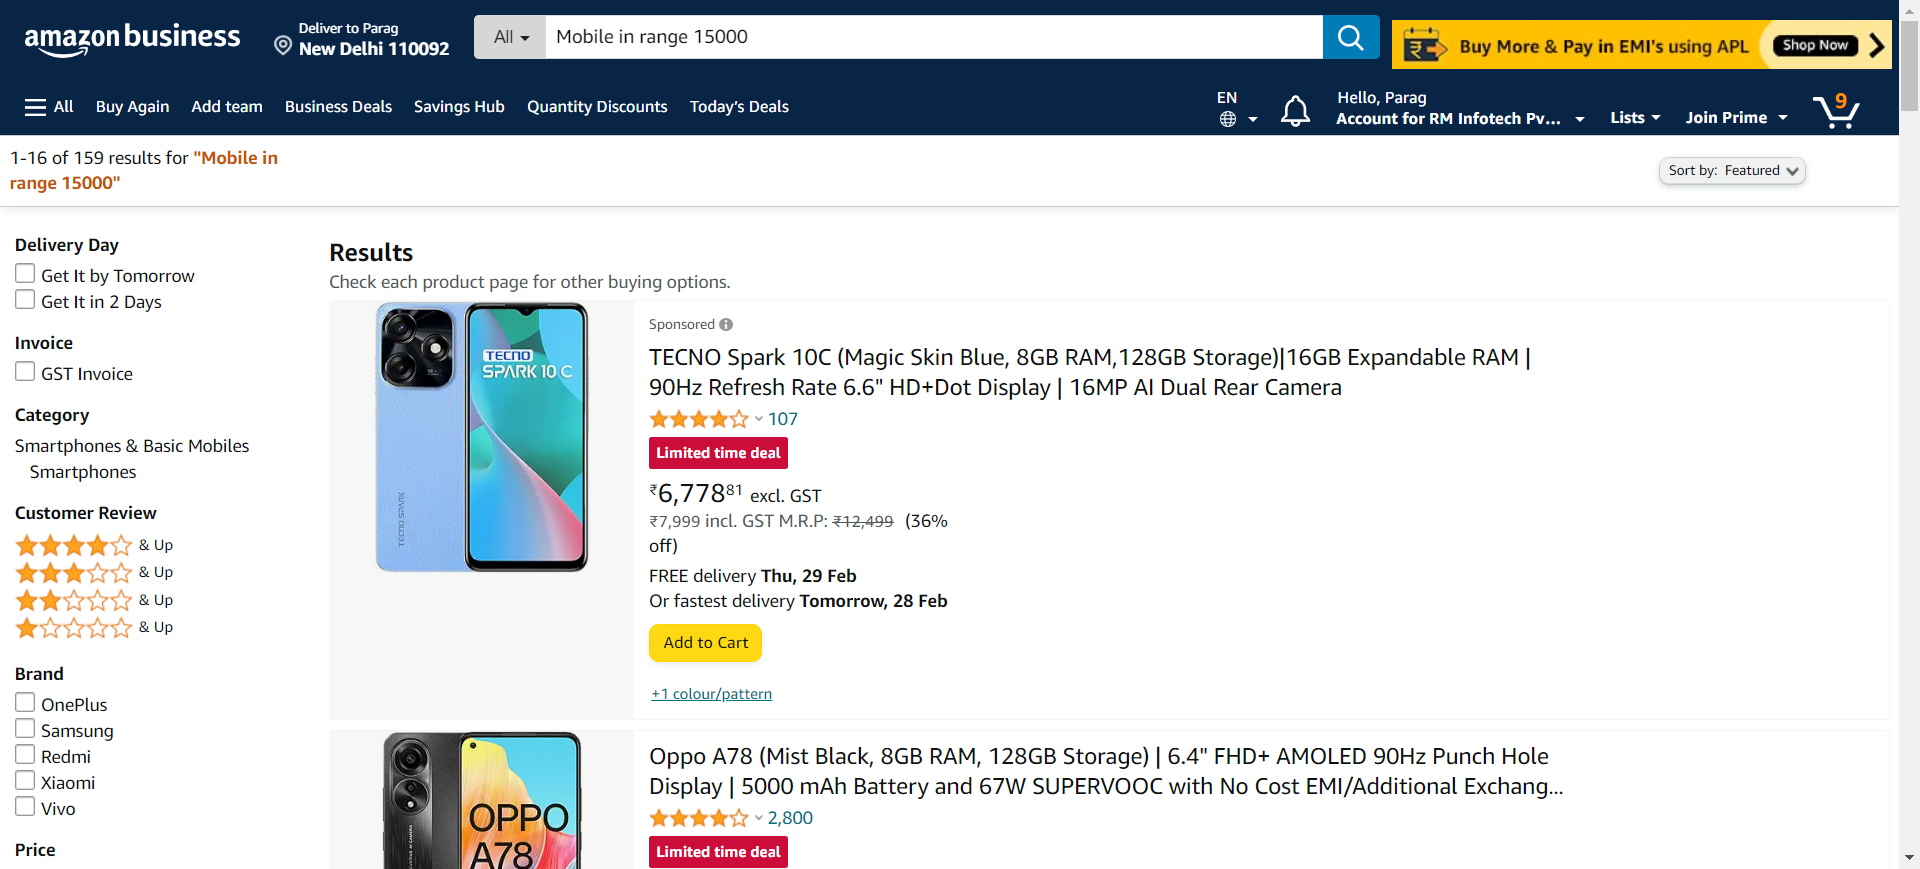 amazon business
Deliver to Parag
New Delhi 110092
All
Mobile in range 15000
Buy More & Pay in EMI's using APL
Shop Now
All
Buy Again
Add team
Business Deals
Savings Hub
Quantity Discounts
Today's Deals
EN
Hello, Parag
Account for RM Infotech Pv...
Lists
Join Prime
9
1-16 of 159 results for "Mobile in
range 15000"
Sort by: Featured
Delivery Day
Get It by Tomorrow
Get It in 2 Days
Invoice
GST Invoice
Category
Smartphones & Basic Mobiles
Smartphones
Customer Review
& Up
& Up
& Up
& Up
Brand
OnePlus
Samsung
Redmi
Xiaomi
Vivo
Price
Results
Check each product page for other buying options.
TECNO
SPARK 10 C
TECNO SPARK
Sponsored
TECNO Spark 10C (Magic Skin Blue, 8GB RAM,128GB Storage)|16GB Expandable RAM |
90Hz Refresh Rate 6.6" HD+Dot Display | 16MP AI Dual Rear Camera
107
Limited time deal
₹6,77881 excl. GST
₹7,999 incl. GST M.R.P: ₹12,499 (36%
off)
FREE delivery Thu, 29 Feb
Or fastest delivery Tomorrow, 28 Feb
Add to Cart
+1 colour/pattern
OPPO
A78
Oppo A78 (Mist Black, 8GB RAM, 128GB Storage) | 6.4" FHD+ AMOLED 90Hz Punch Hole
Display | 5000 mAh Battery and 67W SUPERVOOC with No Cost EMI/Additional Exchang...
2,800
Limited time deal